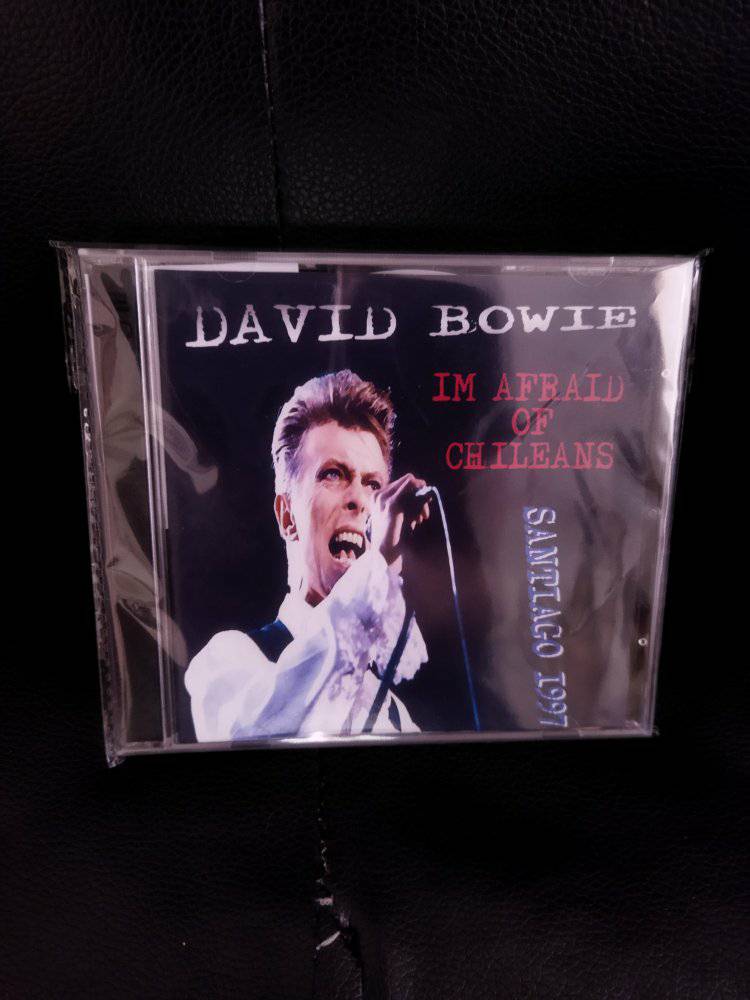 DAVID BOWIE
IM AFRAID
OF
CHILEANS
SANTIAGO 1997